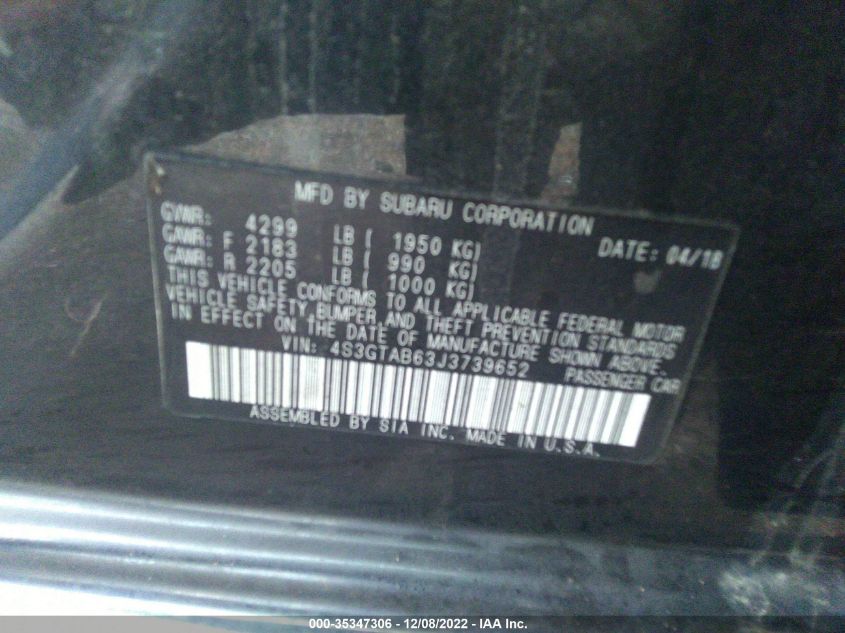 MFD BY SUBARU CORPORATION
GVWR: 4299 LB ( 1950 KG) DATE: 04/18
GAWR: F 2183 LB ( 990 KG)
GAWR: R 2205 LB ( 1000 KG)
THIS VEHICLE CONFORMS TO ALL APPLICABLE FEDERAL MOTOR
VEHICLE SAFETY, BUMPER, AND THEFT PREVENTION STANDARDS
IN EFFECT ON THE DATE OF MANUFACTURE SHOWN ABOVE.
VIN: 4S3GTAB63J3739652 PASSENGER CAR
ASSEMBLED BY SIA INC. MADE IN U.S.A.
000-35347306 - 12/08/2022 - IAA Inc.